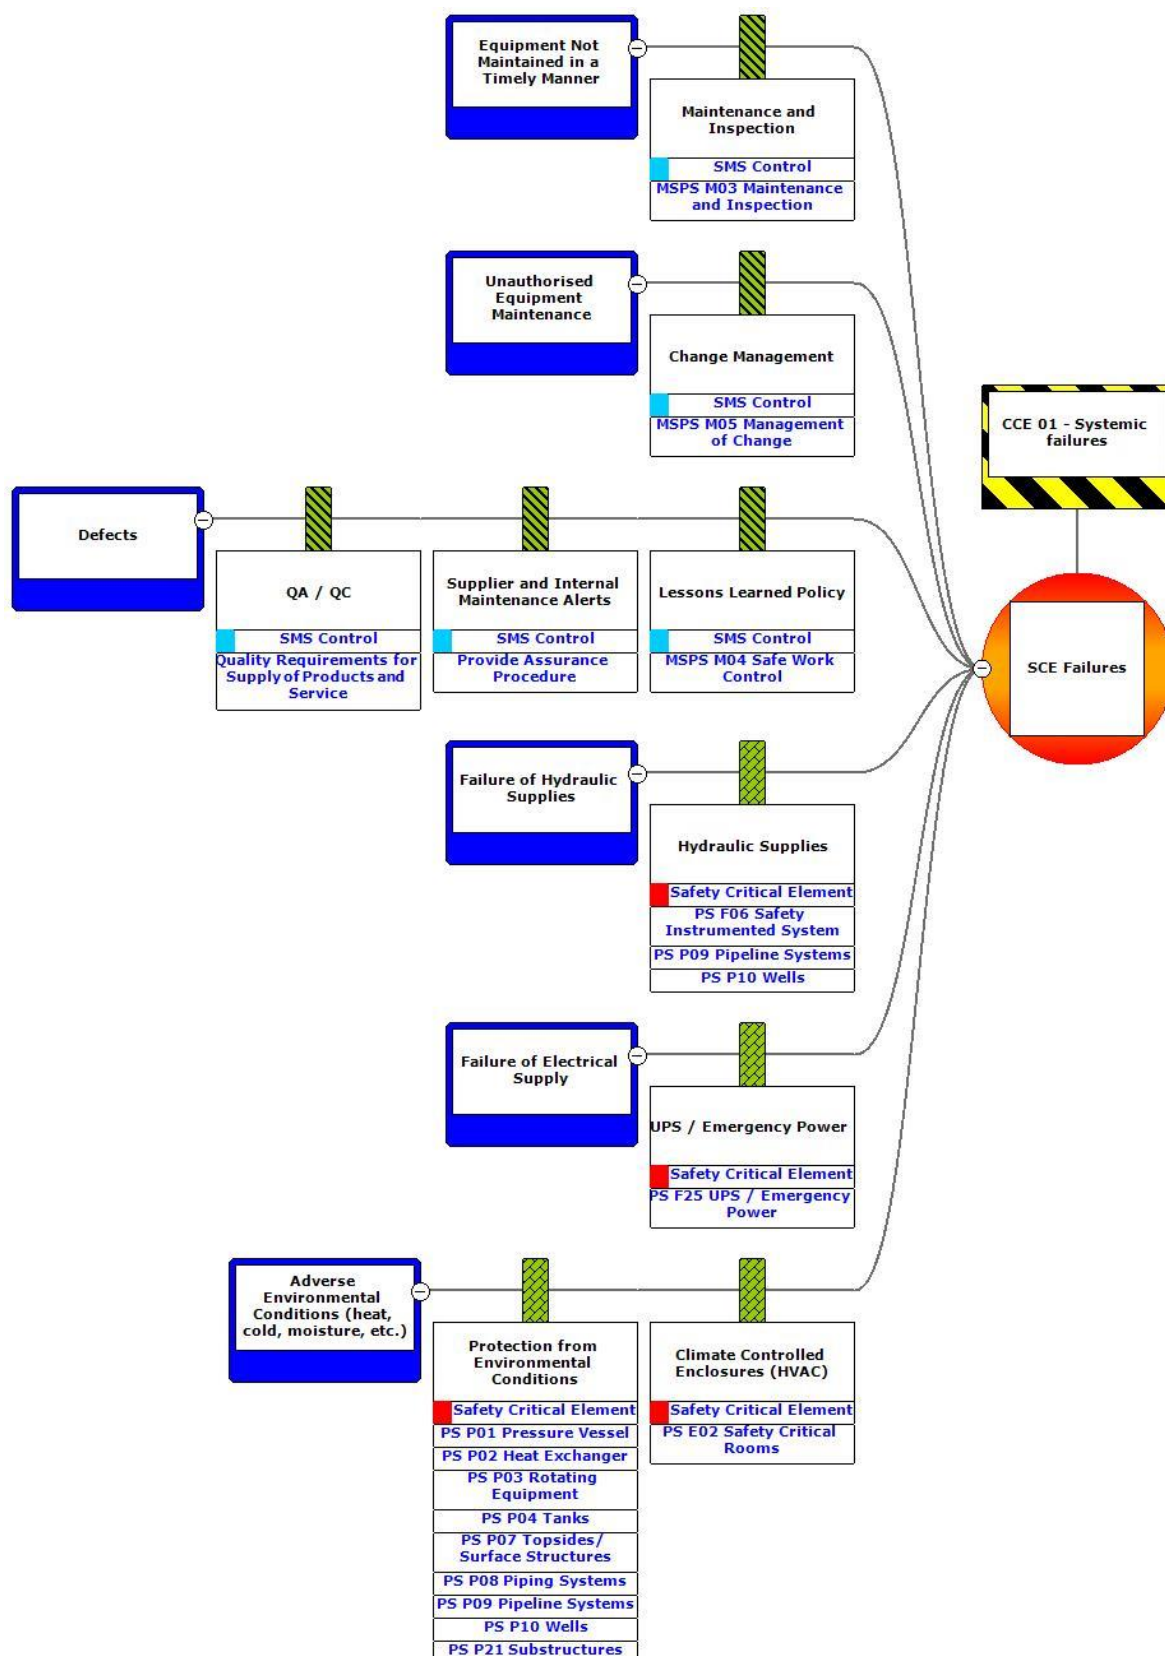 Equipment Not
Maintained in a
Timely Manner
Maintenance and
Inspection
SMS Control
MSPS M03 Maintenance
and Inspection
Unauthorised
Equipment
Maintenance
Change Management
SMS Control
MSPS M05 Management
of Change
CCE 01 - Systemic
failures
Defects
QA / QC
SMS Control
Quality Requirements for
Supply of Products and
Service
Supplier and Internal
Maintenance Alerts
SMS Control
Provide Assurance
Procedure
Lessons Learned Policy
SMS Control
MSPS M04 Safe Work
Control
SCE Failures
Failure of Hydraulic
Supplies
Hydraulic Supplies
Safety Critical Element
PS F06 Safety
Instrumented System
PS P09 Pipeline Systems
PS P10 Wells
Failure of Electrical
Supply
UPS / Emergency Power
Safety Critical Element
PS F25 UPS / Emergency
Power
Adverse
Environmental
Conditions (heat,
cold, moisture, etc.)
Protection from
Environmental
Conditions
Safety Critical Element
PS P01 Pressure Vessel
PS P02 Heat Exchanger
PS P03 Rotating
Equipment
PS P04 Tanks
PS P07 Topsides/
Surface Structures
PS P08 Piping Systems
PS P09 Pipeline Systems
PS P10 Wells
PS P21 Substructures
Climate Controlled
Enclosures (HVAC)
Safety Critical Element
PS E02 Safety Critical
Rooms